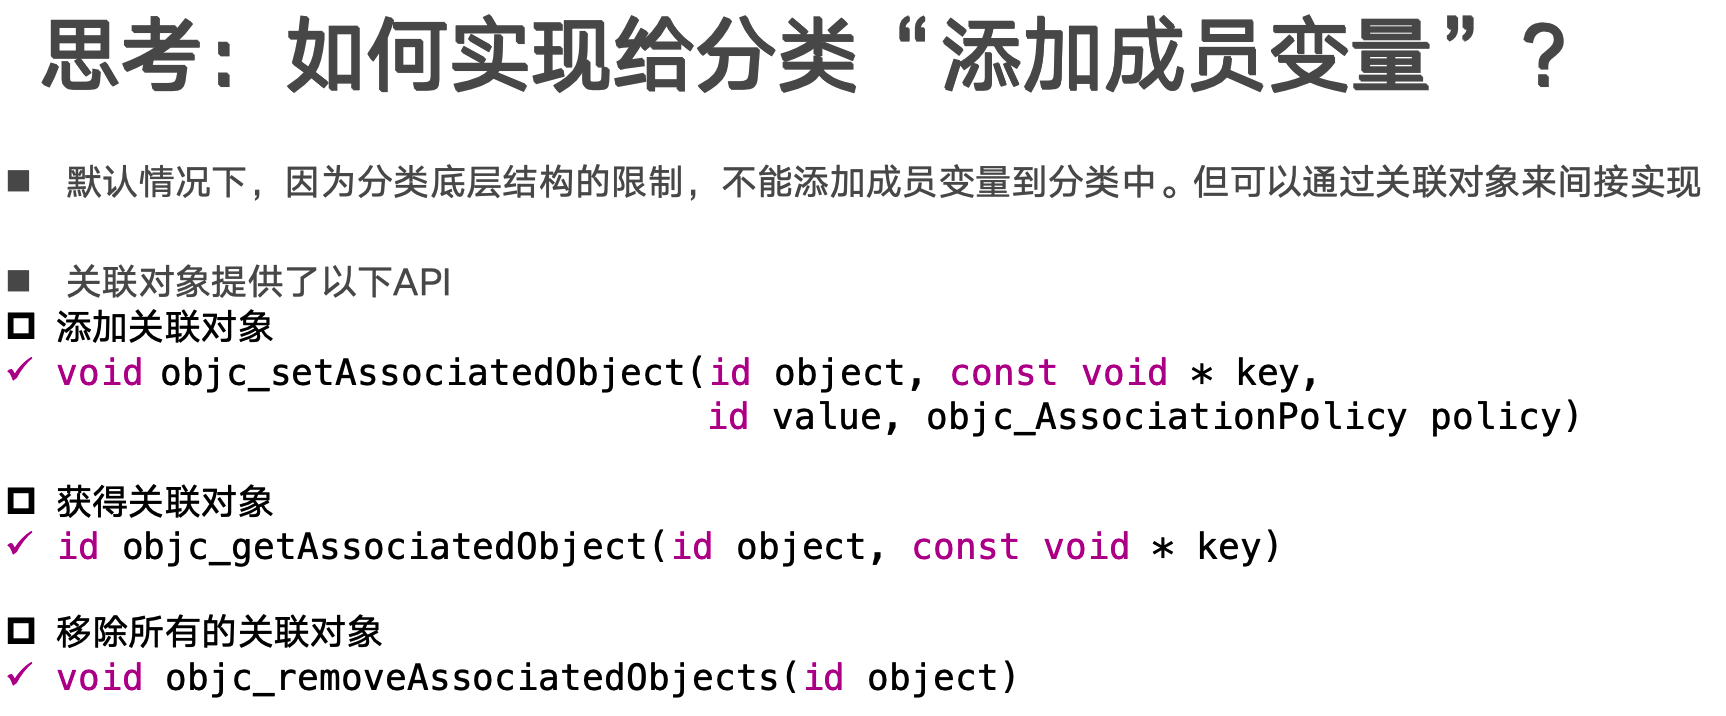 思考：如何实现给分类“添加成员变量”？
■ 默认情况下，因为分类底层结构的限制，不能添加成员变量到分类中。但可以通过关联对象来间接实现
■ 关联对象提供了以下API
添加关联对象
✓ void objc_setAssociatedObject(id object, const void * key,
id value, objc_AssociationPolicy policy)
获得关联对象
✓ id objc_getAssociatedObject(id object, const void * key)
移除所有的关联对象
✓ void objc_removeAssociatedObjects(id object)